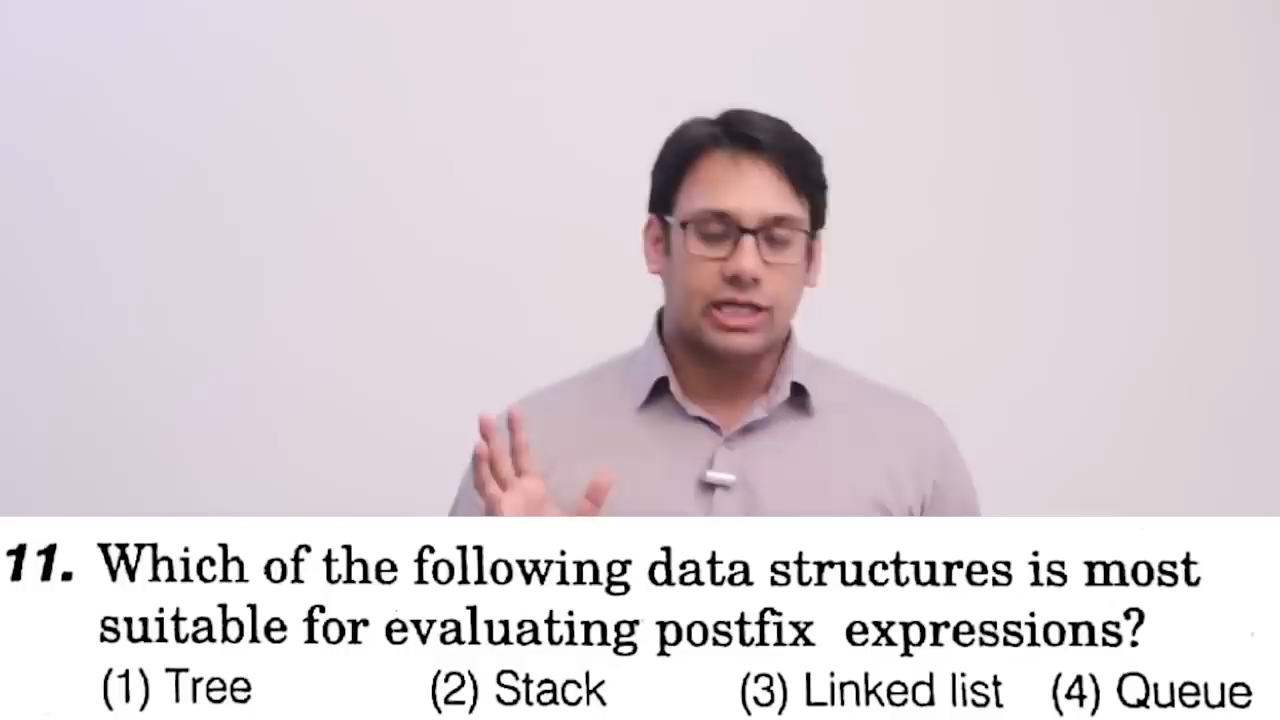 11. Which of the following data structures is most
suitable for evaluating postfix expressions?
(1) Tree (2) Stack (3) Linked list (4) Queue